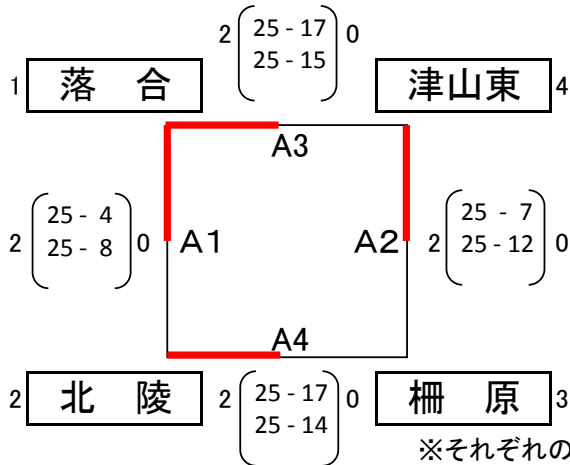 2 25 - 17 0
25 - 15
1 落　合 津山東 4
A3
25 - 4 25 - 7
2 25 - 8 0 A1 A2 2 25 - 12 0
A4
2 北　陵 2 25 - 17 0 柵　原 3
25 - 14
※それぞれの